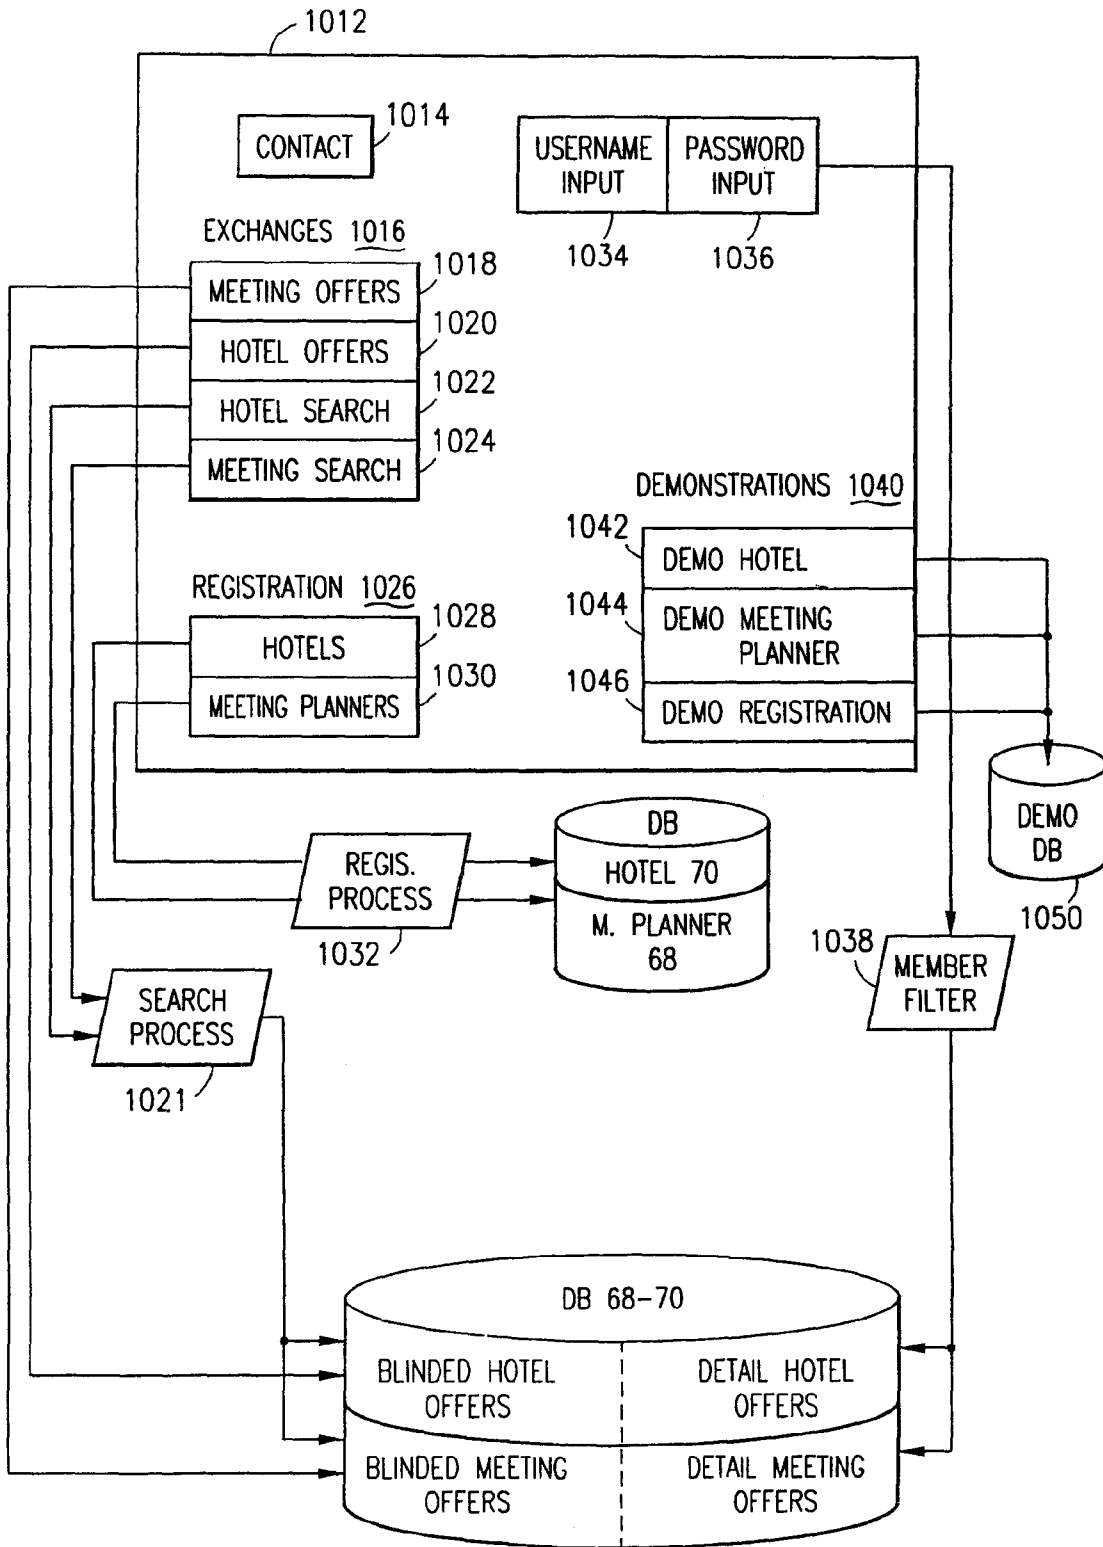 1012
CONTACT
1014
USERNAME
INPUT
PASSWORD
INPUT
1034
1036
EXCHANGES 1016
MEETING OFFERS
1018
HOTEL OFFERS
1020
HOTEL SEARCH
1022
MEETING SEARCH
1024
DEMONSTRATIONS 1040
1042
DEMO HOTEL
1044
DEMO MEETING
PLANNER
1046
DEMO REGISTRATION
REGISTRATION 1026
HOTELS
1028
MEETING PLANNERS
1030
DEMO
DB
1050
REGIS.
PROCESS
1032
DB
HOTEL 70
M. PLANNER
68
1038
MEMBER
FILTER
SEARCH
PROCESS
1021
DB 68-70
BLINDED HOTEL
OFFERS
DETAIL HOTEL
OFFERS
BLINDED MEETING
OFFERS
DETAIL MEETING
OFFERS